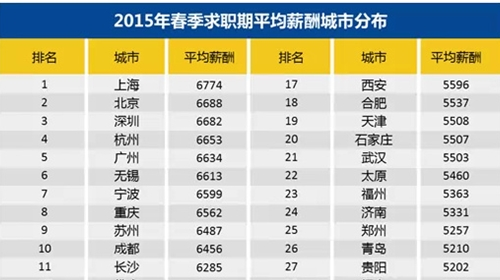 2015年春季求职期平均薪酬城市分布
排名 城市 平均薪酬 排名 城市 平均薪酬
1 上海 6774 17 西安 5596
2 北京 6688 18 合肥 5537
3 深圳 6682 19 天津 5508
4 杭州 6653 20 石家庄 5507
5 广州 6634 21 武汉 5503
6 无锡 6613 22 太原 5460
7 宁波 6599 23 福州 5363
8 重庆 6562 24 济南 5331
9 苏州 6487 25 郑州 5257
10 成都 6456 26 青岛 5210
11 长沙 6285 27 贵阳 5202